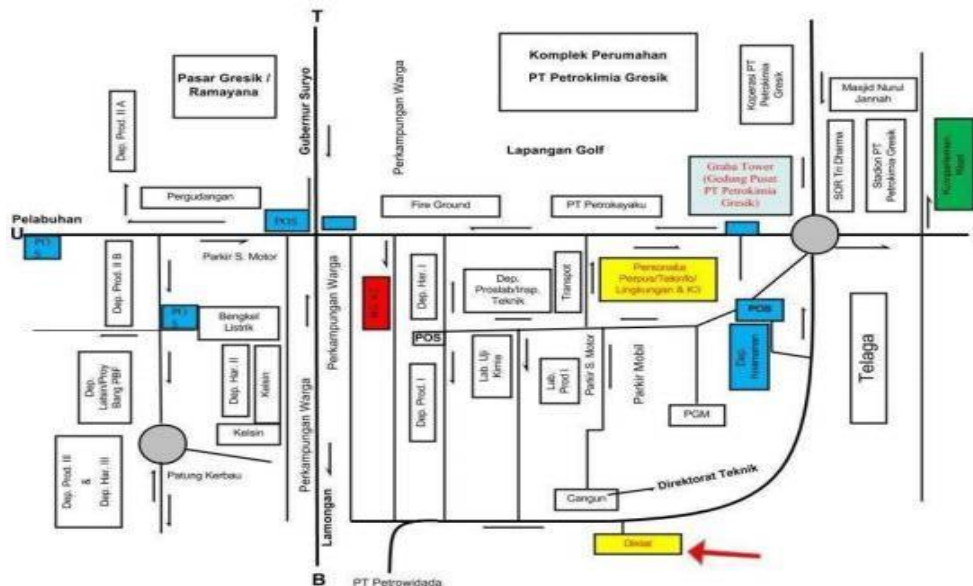 T
Pasar Gresik /
Ramayana
Gubernur Suryo
Perkampungan Warga
Komplek Perumahan
PT Petrokimia Gresik
Koperasi PT
Petrokimia
Gresik
Masjid Nurul
Jannah
Dep. Prod. II A
Lapangan Golf
Graha Tower
(Gedung Pusat
PT Petrokimia
Gresik)
SOR Tri Dharma
Stadion PT
Petrokimia Gresik
Kompartemen
Pergudangan
Fire Ground
PT Petrokayaku
Pelabuhan
U
POS
PO
Parkir S. Motor
Dep. Prod. II B
PO
Bengkel
Listrik
Perkampungan Warga
Dep. Har. I
Dep.
Proslab/Insp.
Teknik
Transpot
Personalia
Lingkungan & K3
POS
Dep.
POS
Telaga
Dep.
Bang PBF
Dep. Har. II
Kelsin
Kelsin
Perkampungan Warga
Dep. Prod. I
Lab. Uji
Kimia
Lab.
Prod I
Parkir S. Motor
Parkir Mobil
PGM
Dep. Prod. III
&
Dep. Har. III
Patung Kerbau
Lamongan
Direktorat Teknik
Cangun
Diklat
B
PT Petrowidada